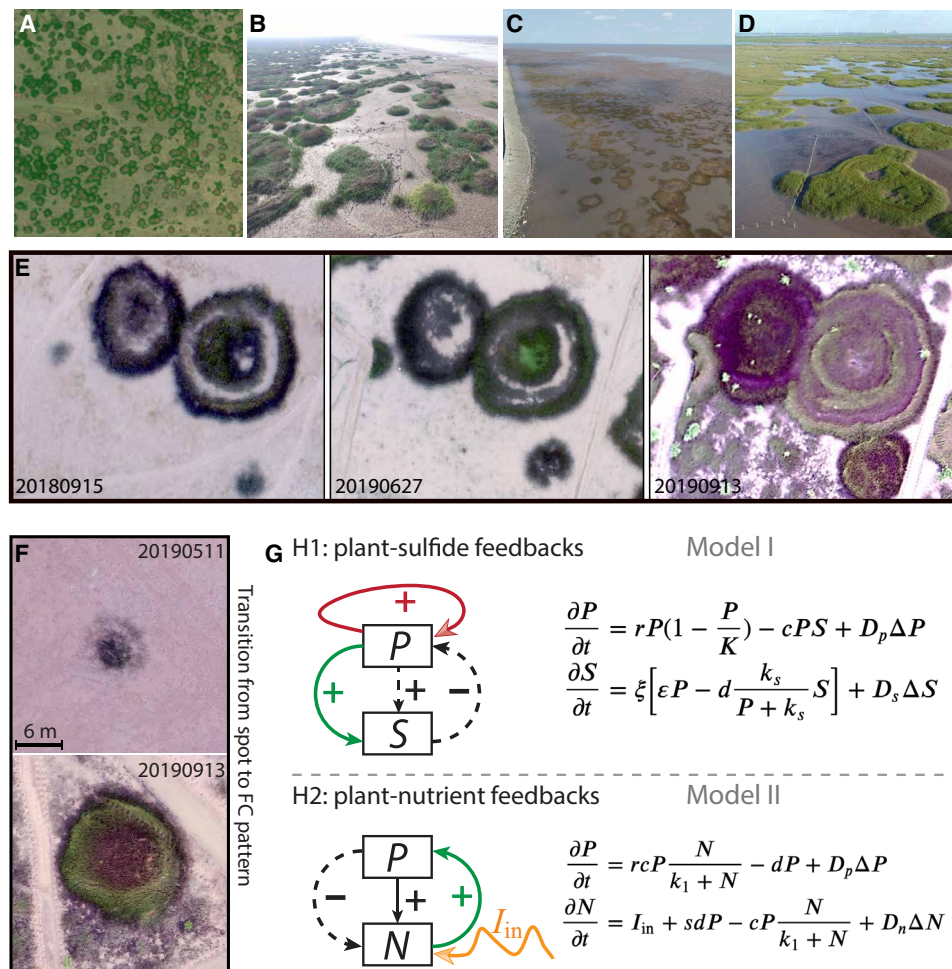 A
B
C
D
E
20180915
20190627
20190913
F
20190511
6 m
20190913
Transition from spot to FC pattern
G
H1: plant-sulfide feedbacks
Model I
+
P
+
+
−
S
∂P/∂t = rP(1 − P/K) − cPS + D_pΔP
∂S/∂t = ξ[εP − d k_s/(P + k_s) S] + D_sΔS
H2: plant-nutrient feedbacks
Model II
P
−
+
+
N
I_in
∂P/∂t = rcP N/(k_1 + N) − dP + D_pΔP
∂N/∂t = I_in + sdP − cP N/(k_1 + N) + D_nΔN